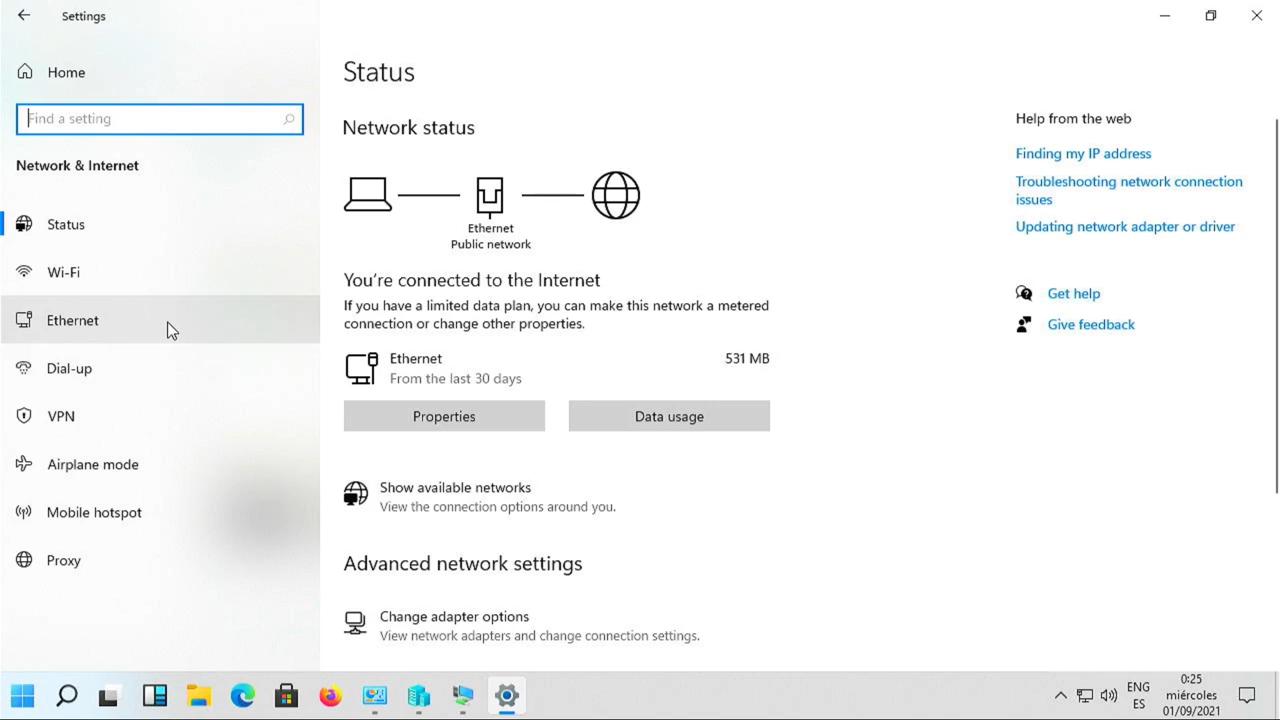 Settings
Home
Find a setting
Network & Internet
Status
Wi-Fi
Ethernet
Dial-up
VPN
Airplane mode
Mobile hotspot
Proxy
Status
Network status
Ethernet
Public network
You're connected to the Internet
If you have a limited data plan, you can make this network a metered
connection or change other properties.
Ethernet
531 MB
From the last 30 days
Properties
Data usage
Show available networks
View the connection options around you.
Advanced network settings
Change adapter options
View network adapters and change connection settings.
Help from the web
Finding my IP address
Troubleshooting network connection
issues
Updating network adapter or driver
Get help
Give feedback
ENG
ES
0:25
miércoles
01/09/2021